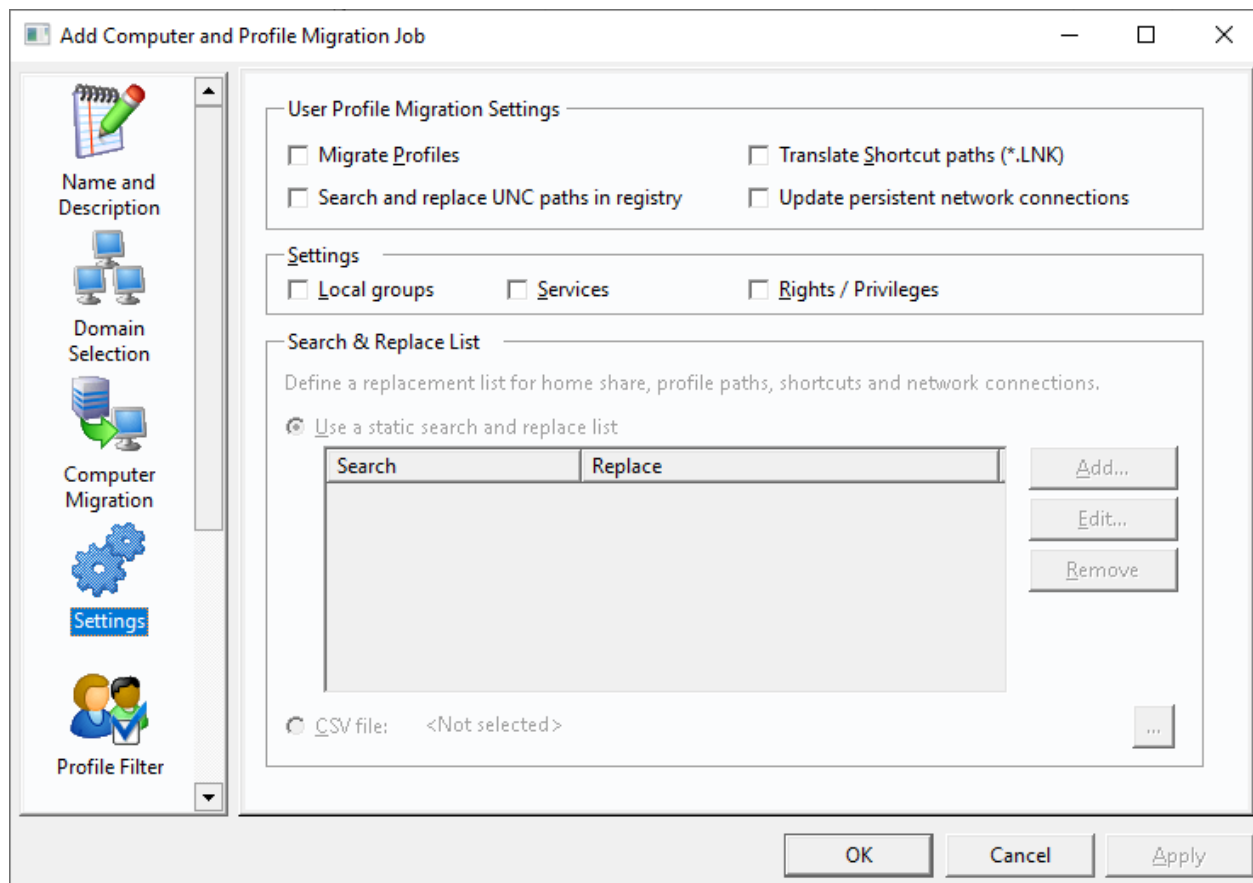 Add Computer and Profile Migration Job
Name and
Description
Domain
Selection
Computer
Migration
Settings
Profile Filter
User Profile Migration Settings
Migrate Profiles
Translate Shortcut paths (*.LNK)
Search and replace UNC paths in registry
Update persistent network connections
Settings
Local groups
Services
Rights / Privileges
Search & Replace List
Define a replacement list for home share, profile paths, shortcuts and network connections.
Use a static search and replace list
Search
Replace
Add...
Edit...
Remove
CSV file:
<Not selected>
...
OK
Cancel
Apply